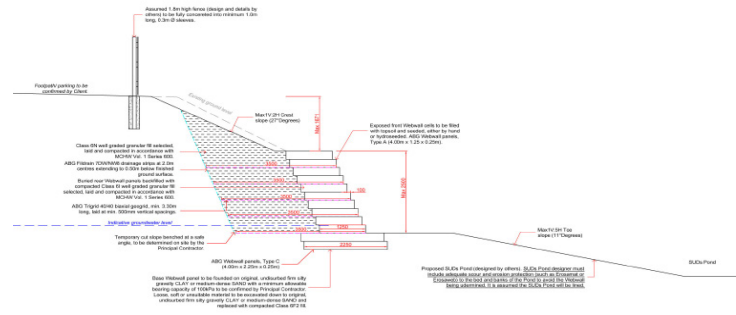 Assumed 1.8m high fence (design and details by
others) to be fully concreted into minimum 1.0m
long, 0.3m Ø sleeves.
Footpath/ parking to be
confirmed by Client.
Existing ground level
Max1V:2H Crest
slope (27°Degrees)
Max 1671
Exposed front Webwall cells to be filled
with topsoil and seeded, either by hand
or hydroseeded. ABG Webwall panels,
Type A (4.00m x 1.25 x 0.25m).
Class 6N well graded granular fill selected,
laid and compacted in accordance with
MCHW Vol. 1 Series 600.
ABG Fildrain 7DW/NW8 drainage strips at 2.0m
centres extending to 0.50m below finished
ground surface.
Buried rear Webwall panels backfilled with
compacted Class 6I well graded granular fill
selected, laid and compacted in accordance with
MCHW Vol. 1 Series 600.
ABG Trigrid 40/40 biaxial geogrid, min. 3.30m
long, laid at min. 500mm vertical spacings.
Indicative groundwater level
Temporary cut slope benched at a safe
angle, to be determined on site by the
Principal Contractor.
100
1250
2250
Max 2500
Max1V:5H Toe
slope (11°Degrees)
SUDs Pond
ABG Webwall panels, Type C
(4.00m x 2.25m x 0.25m)
Base Webwall panel to be founded on original, undisturbed firm silty
gravelly CLAY or medium-dense SAND with a minimum allowable
bearing capacity of 100kPa to be confirmed by Principal Contractor.
Loose, soft or unsuitable material to be excavated down to original,
undisturbed firm silty gravelly CLAY or medium-dense SAND and
replaced with compacted Class 6F2 fill
Proposed SUDs Pond (designed by others). SUDs Pond designer must
include adequate scour and erosion protection (such as Erosamat or
Erosaweb) to the bed and banks of the Pond to avoid the Webwall
being undermined. It is assumed the SUDs Pond will be lined.